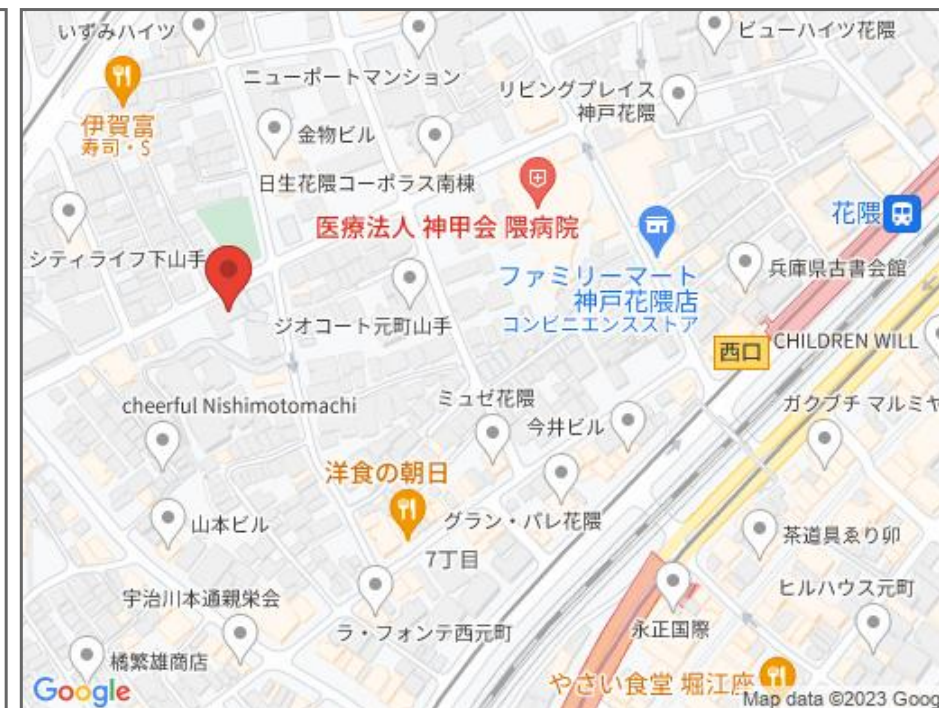 いずみハイツ
ビューハイツ花隈
ニューポートマンション
リビングプレイス
神戸花隈
伊賀富
寿司・S
金物ビル
日生花隈コーポラス南棟
医療法人 神甲会 隈病院
花隈
シティライフ下山手
ファミリーマート
神戸花隈店
コンビニエンスストア
兵庫県古書会館
ジオコート元町山手
西口
CHILDREN WILL
cheerful Nishimotomachi
ミュゼ花隈
今井ビル
ガクブチ マルミヤ
洋食の朝日
山本ビル
グラン・バレ花隈
茶道具ゑり卯
7丁目
宇治川本通親栄会
ヒルハウス元町
ラ・フォンテ西元町
永正国際
橘繁雄商店
やさい食堂 堀江座
Google
Map data ©2023 Goog